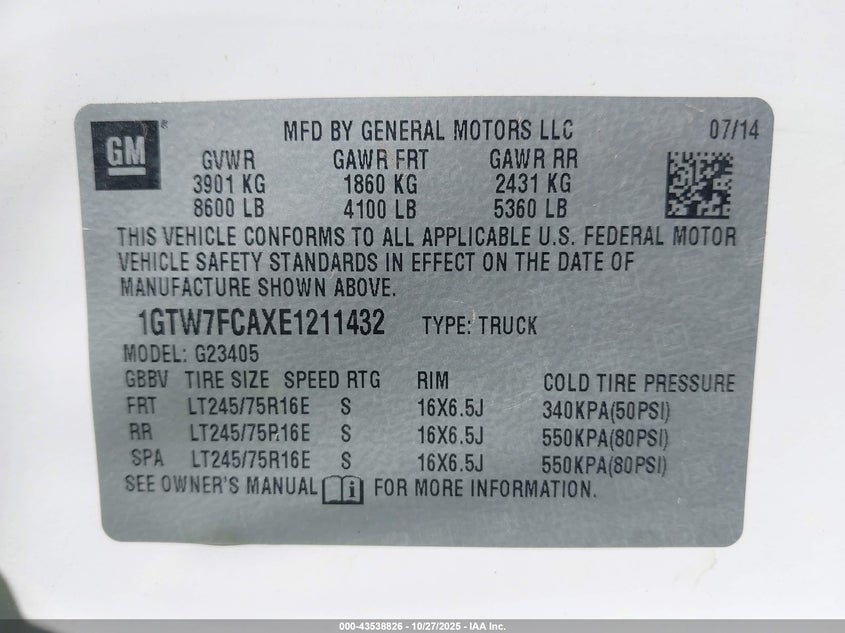 GM
MFD BY GENERAL MOTORS LLC 07/14
GVWR GAWR FRT GAWR RR
3901 KG 1860 KG 2431 KG
8600 LB 4100 LB 5360 LB
THIS VEHICLE CONFORMS TO ALL APPLICABLE U.S. FEDERAL MOTOR
VEHICLE SAFETY STANDARDS IN EFFECT ON THE DATE OF
MANUFACTURE SHOWN ABOVE.
1GTW7FCAXE1211432 TYPE: TRUCK
MODEL: G23405
GBBV TIRE SIZE SPEED RTG RIM COLD TIRE PRESSURE
FRT LT245/75R16E S 16X6.5J 340KPA(50PSI)
RR LT245/75R16E S 16X6.5J 550KPA(80PSI)
SPA LT245/75R16E S 16X6.5J 550KPA(80PSI)
SEE OWNER'S MANUAL i FOR MORE INFORMATION.
000-43538826 - 10/27/2025 - IAA Inc.